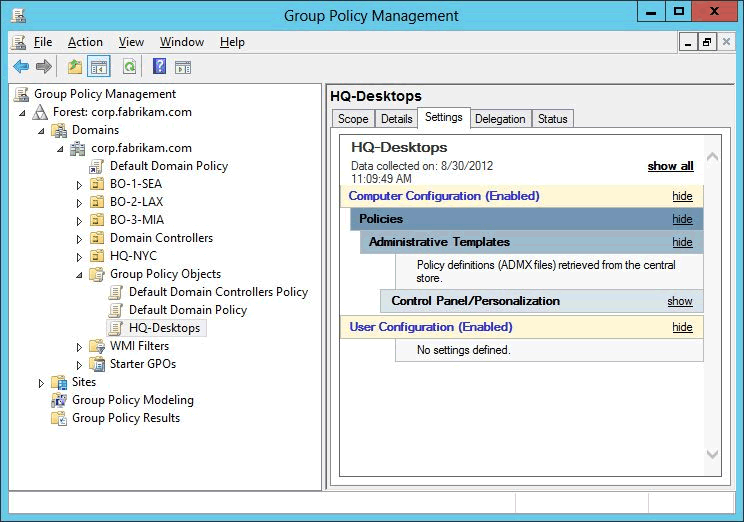 Group Policy Management
File Action View Window Help
Group Policy Management
Forest: corp.fabrikam.com
Domains
corp.fabrikam.com
Default Domain Policy
BO-1-SEA
BO-2-LAX
BO-3-MIA
Domain Controllers
HQ-NYC
Group Policy Objects
Default Domain Controllers Policy
Default Domain Policy
HQ-Desktops
WMI Filters
Starter GPOs
Sites
Group Policy Modeling
Group Policy Results
HQ-Desktops
Scope Details Settings Delegation Status
HQ-Desktops
Data collected on: 8/30/2012 show all
11:09:49 AM
Computer Configuration (Enabled) hide
Policies hide
Administrative Templates hide
Policy definitions (ADMX files) retrieved from the central
store.
Control Panel/Personalization show
User Configuration (Enabled) hide
No settings defined.